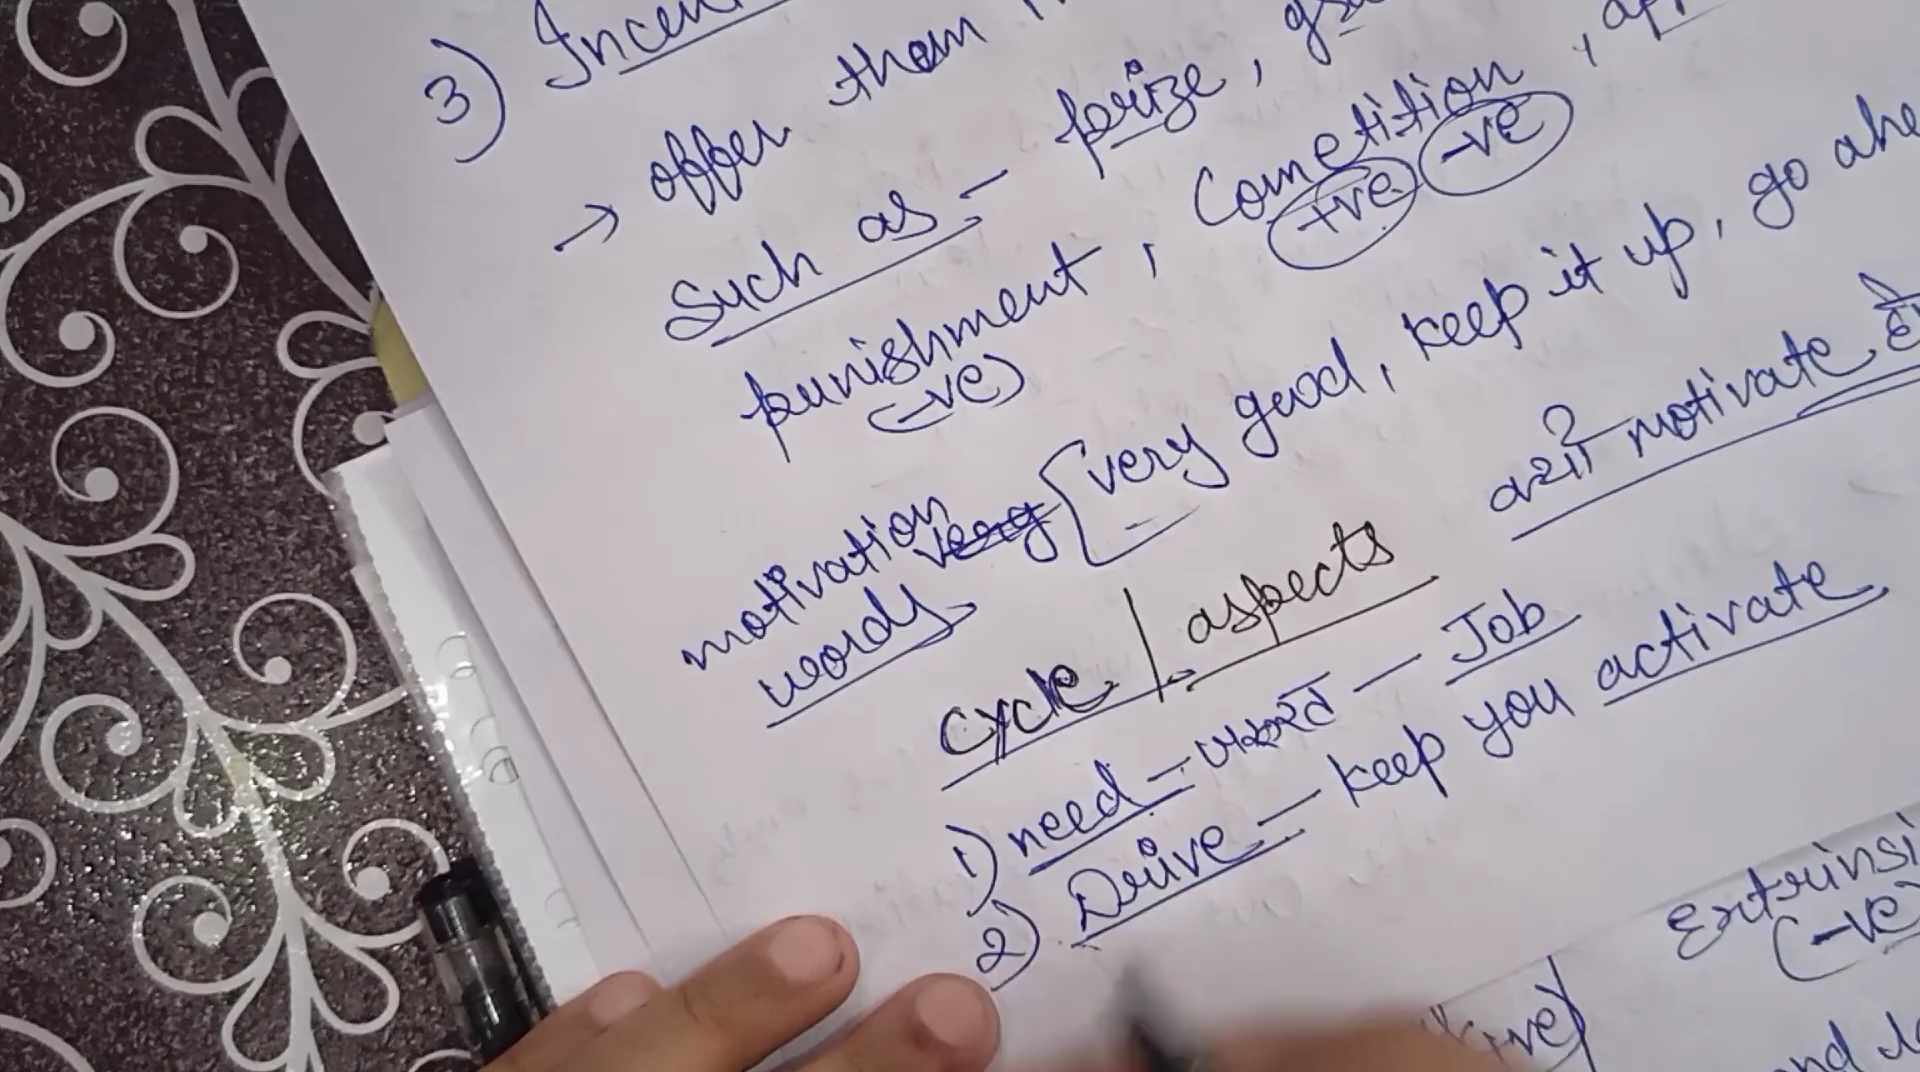 3)
→ offer them
Such as = prize,
punishment, Cometition,
(-ve) +ve -ve
motivation words [very good, keep it up, go ahe
motivate
Cycle / aspects
1) need = - Job
2) Drive = keep you activate
Extrinsi
(-ve)
+ve)